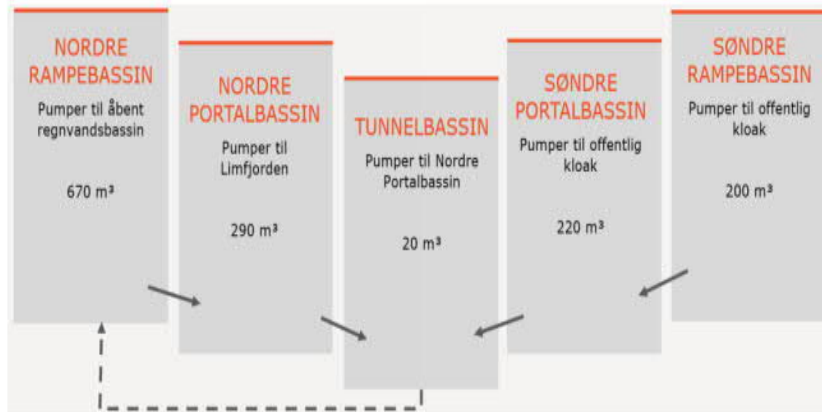 NORDRE
RAMPEBASSIN
Pumper til åbent
regnvandsbassin
670 m³
NORDRE
PORTALBASSIN
Pumper til
Limfjorden
290 m³
TUNNELBASSIN
Pumper til Nordre
Portalbassin
20 m³
SØNDRE
PORTALBASSIN
Pumper til offentlig
kloak
220 m³
SØNDRE
RAMPEBASSIN
Pumper til offentlig
kloak
200 m³